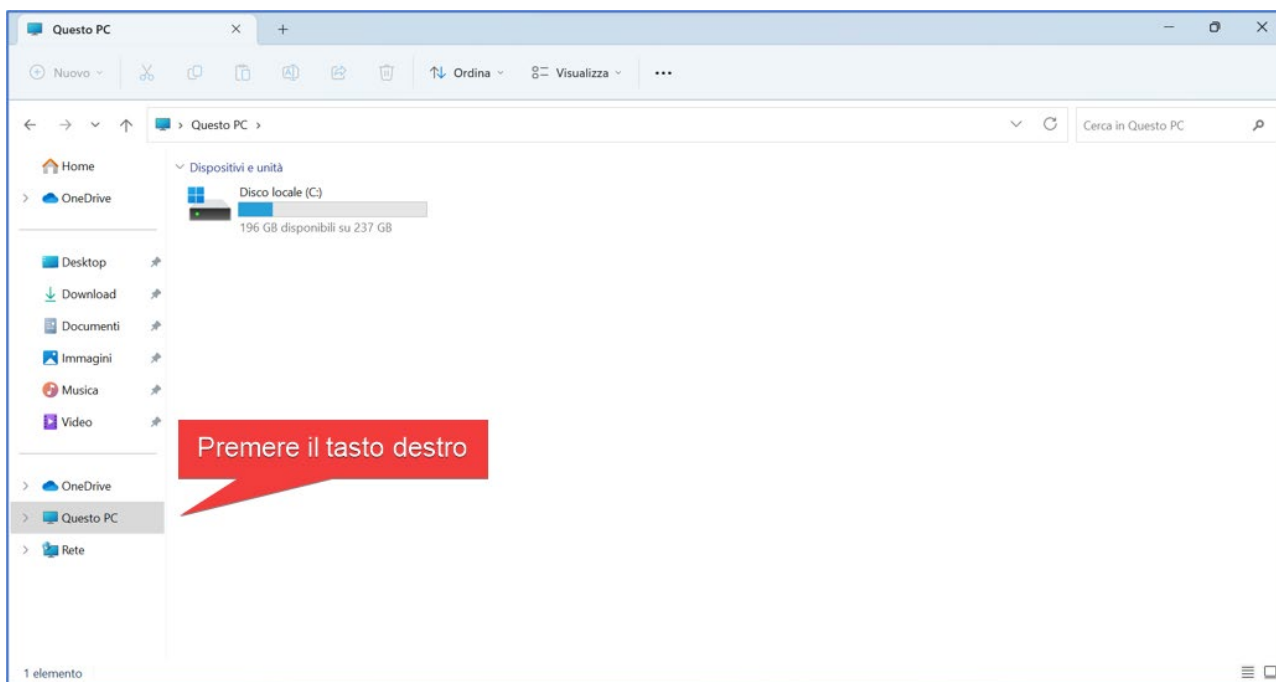 Questo PC
Nuovo
Ordina
Visualizza
Questo PC
Cerca in Questo PC
Home
OneDrive
Dispositivi e unità
Disco locale (C:)
196 GB disponibili su 237 GB
Desktop
Download
Documenti
Immagini
Musica
Video
Premere il tasto destro
OneDrive
Questo PC
Rete
1 elemento